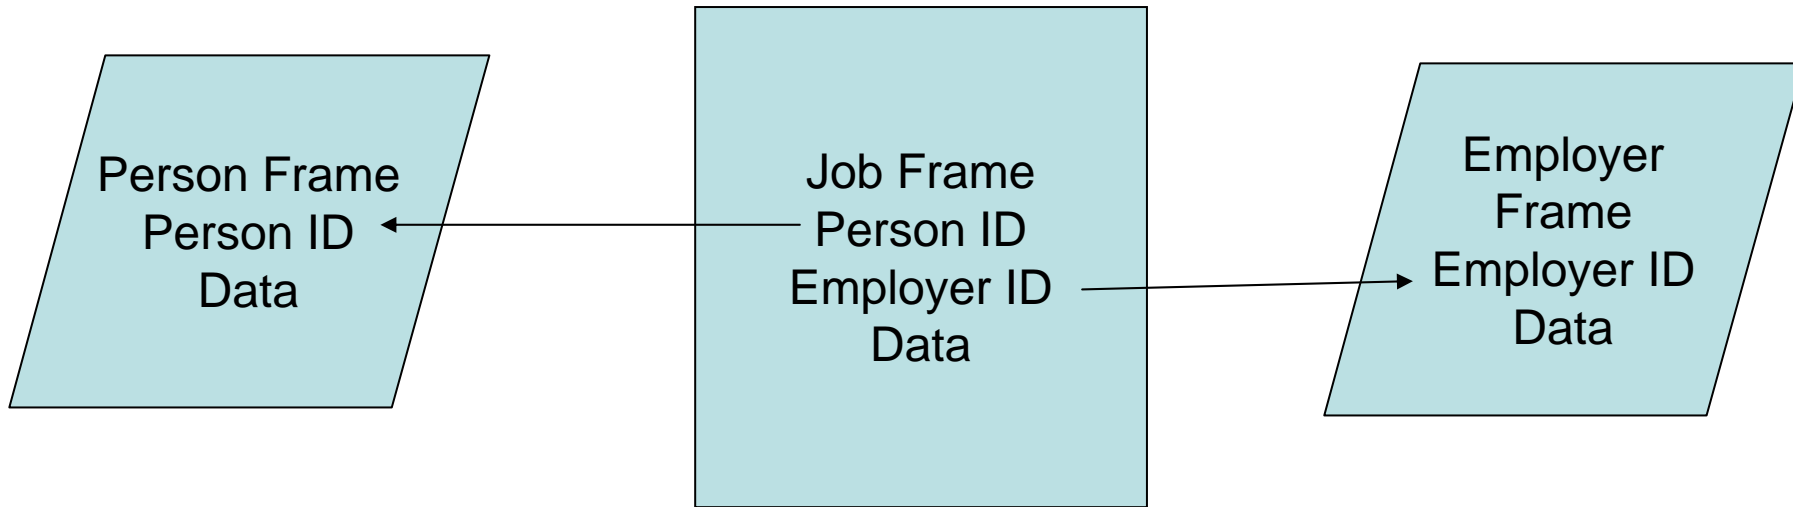 Person Frame
Person ID
Data
Job Frame
Person ID
Employer ID
Data
Employer
Frame
Employer ID
Data